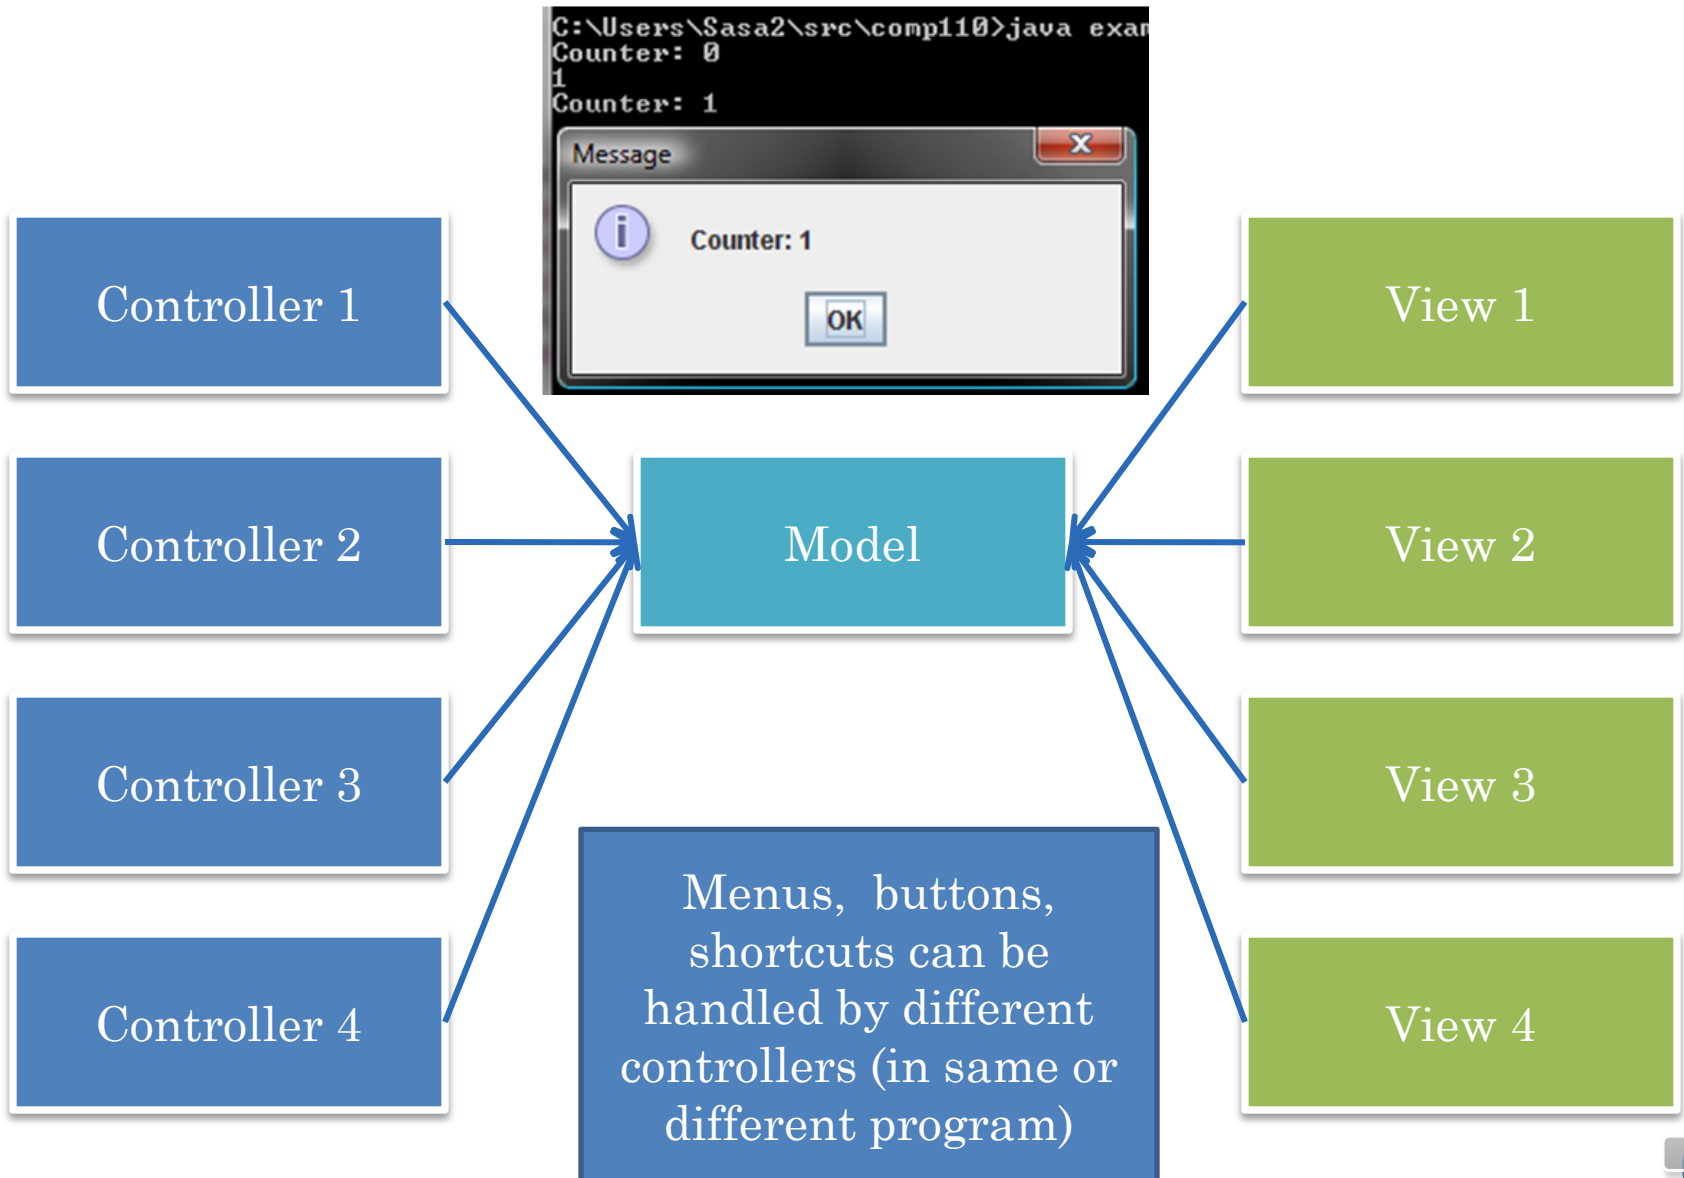 C:\Users\Sasa2\src\comp110>java exam
Counter: 0
1
Counter: 1
Message
Counter: 1
OK
Controller 1
View 1
Controller 2
Model
View 2
Controller 3
View 3
Menus, buttons,
shortcuts can be
handled by different
controllers (in same or
different program)
Controller 4
View 4